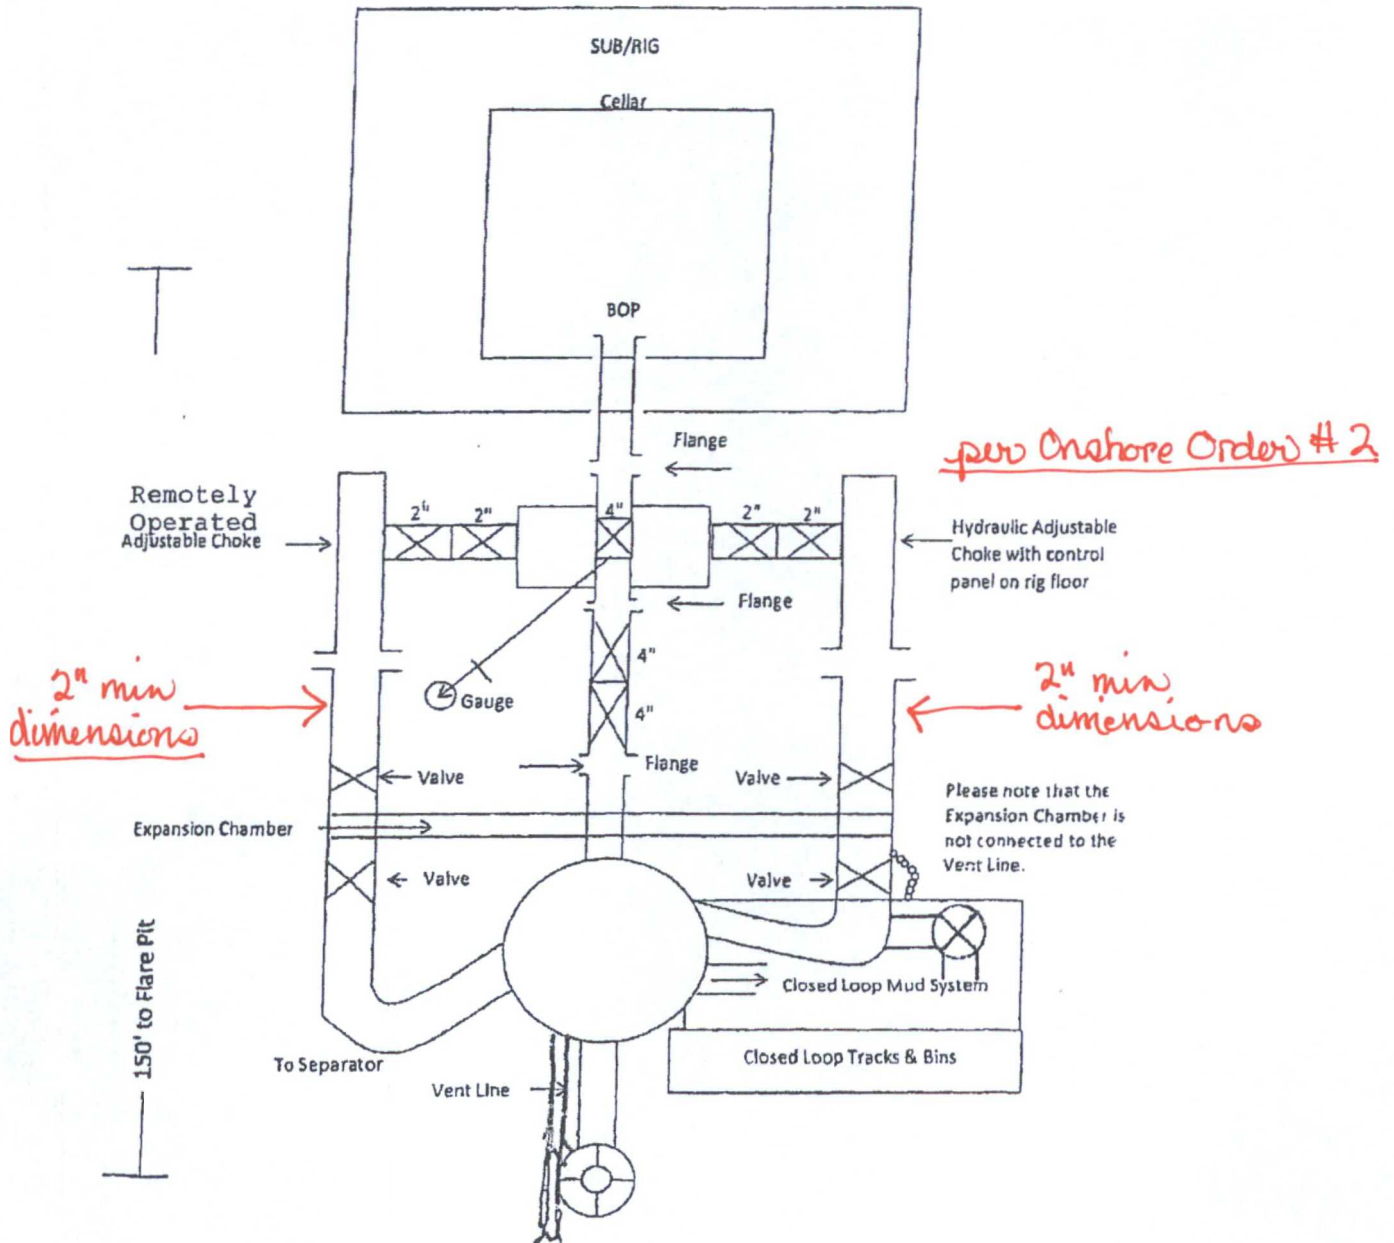 SUB/RIG
Cellar
BOP
Flange
per Onshore Order #2
Remotely
Operated
Adjustable Choke
2"
2"
4"
2"
2"
Hydraulic Adjustable
Choke with control
panel on rig floor
Flange
4"
4"
Gauge
2" min
dimensions
2" min
dimensions
Flange
Valve
Valve
Please note that the
Expansion Chamber is
not connected to the
Vent Line.
Expansion Chamber
Valve
Valve
150' to Flare Pit
Closed Loop Mud System
Closed Loop Tracks & Bins
To Separator
Vent Line